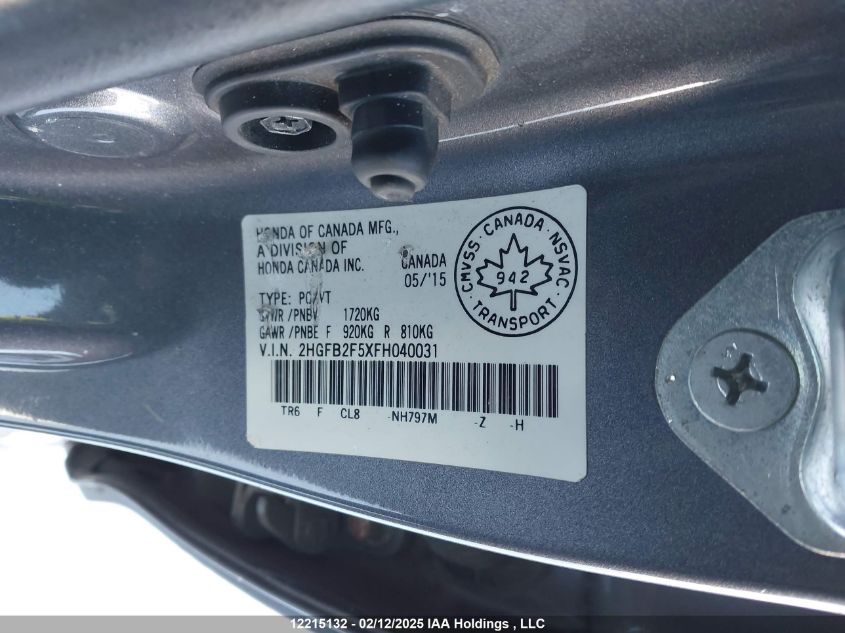 HONDA OF CANADA MFG.,
A DIVISION OF
HONDA CANADA INC.
CANADA
05/'15
CMVSS · CANADA · NSVAC
942
TRANSPORT
TYPE: PC/VT
GVWR /PNBV 1720KG
GAWR /PNBE F 920KG R 810KG
V.I.N. 2HGFB2F5XFH040031
TR6 F CL8 -NH797M -Z -H
12215132 - 02/12/2025 IAA Holdings , LLC